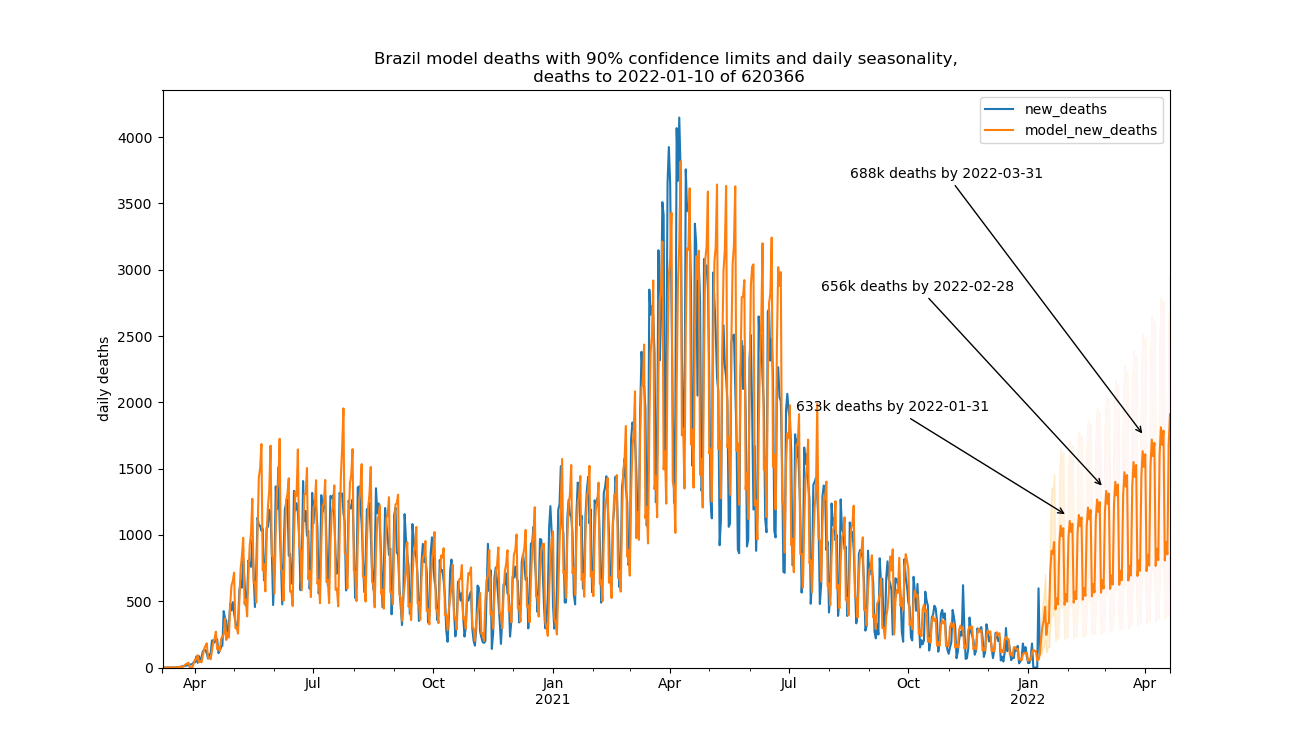 Brazil model deaths with 90% confidence limits and daily seasonality,
deaths to 2022-01-10 of 620366
new_deaths
model_new_deaths
688k deaths by 2022-03-31
656k deaths by 2022-02-28
633k deaths by 2022-01-31
daily deaths
4000
3500
3000
2500
2000
1500
1000
500
0
Apr Jul Oct Jan Apr Jul Oct Jan Apr
2021 2022